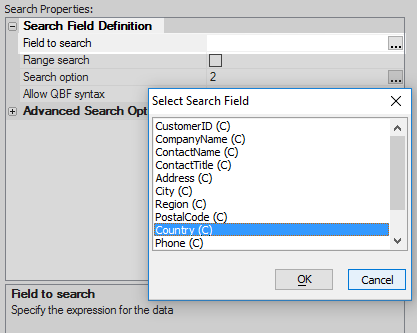 Search Properties:
Search Field Definition
Field to search ...
Range search
Search option 2 ...
Allow QBF syntax
Advanced Search Opt
Select Search Field
CustomerID (C)
CompanyName (C)
ContactName (C)
ContactTitle (C)
Address (C)
City (C)
Region (C)
PostalCode (C)
Country (C)
Phone (C)
OK Cancel
Field to search
Specify the expression for the data